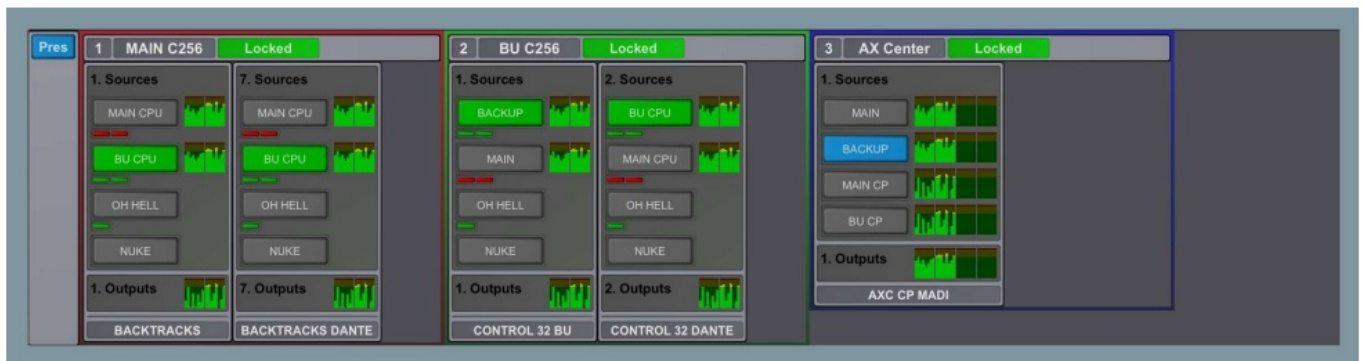 Pres
1 MAIN C256 Locked
1. Sources
MAIN CPU
BU CPU
OH HELL
NUKE
1. Outputs
BACKTRACKS
7. Sources
MAIN CPU
BU CPU
OH HELL
NUKE
7. Outputs
BACKTRACKS DANTE
2 BU C256 Locked
1. Sources
BACKUP
MAIN
OH HELL
NUKE
1. Outputs
CONTROL 32 BU
2. Sources
BU CPU
MAIN CPU
OH HELL
NUKE
2. Outputs
CONTROL 32 DANTE
3 AX Center Locked
1. Sources
MAIN
BACKUP
MAIN CP
BU CP
1. Outputs
AXC CP MADI